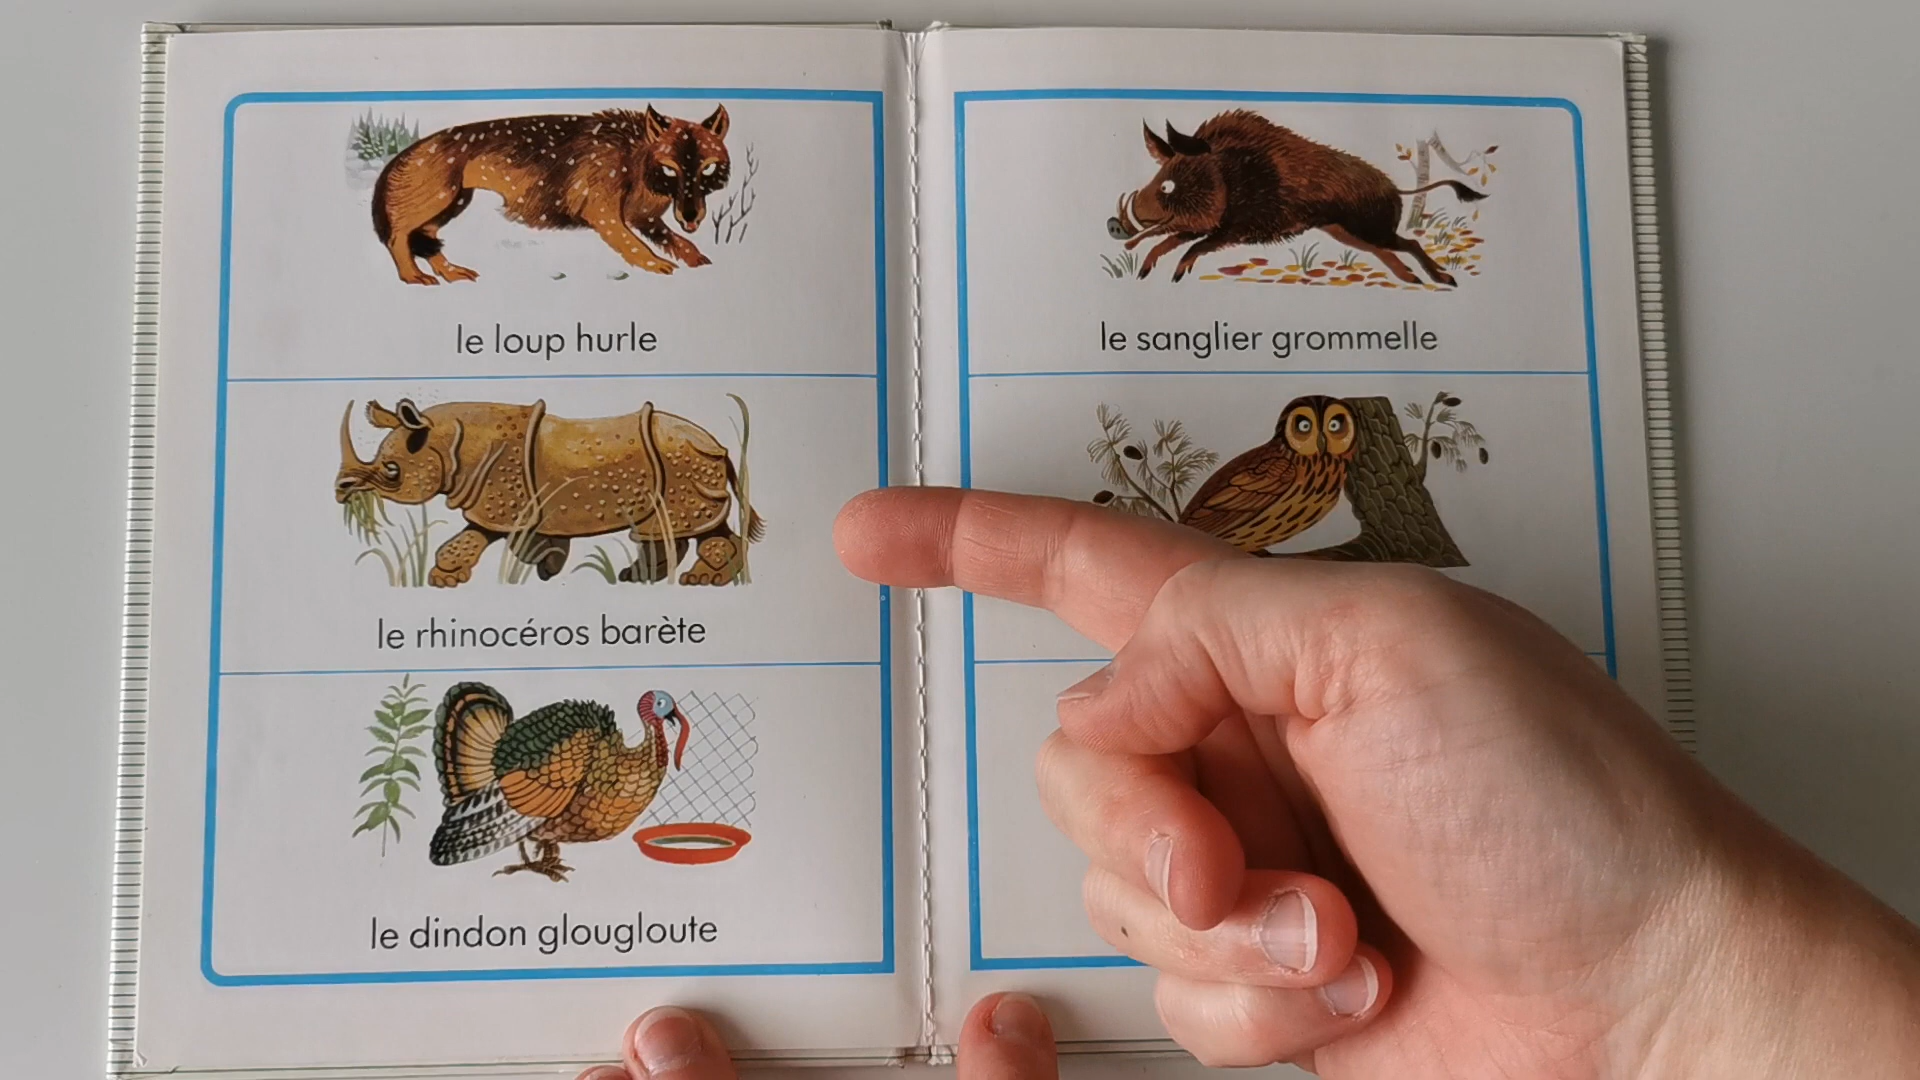 le loup hurle
le rhinocéros barète
le dindon glougloute
le sanglier grommelle